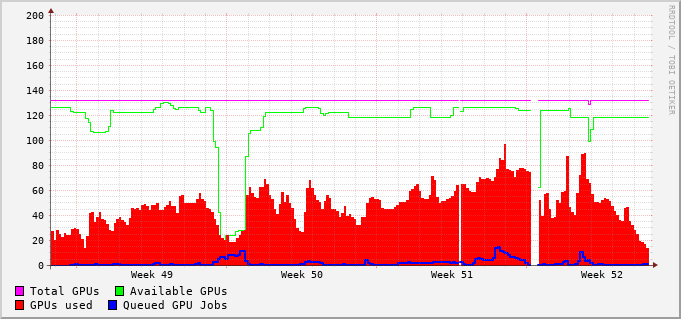 RRDTOOL / TOBI OETIKER
200
180
160
140
120
100
80
60
40
20
0
Week 49 Week 50 Week 51 Week 52
Total GPUs Available GPUs
GPUs used Queued GPU Jobs